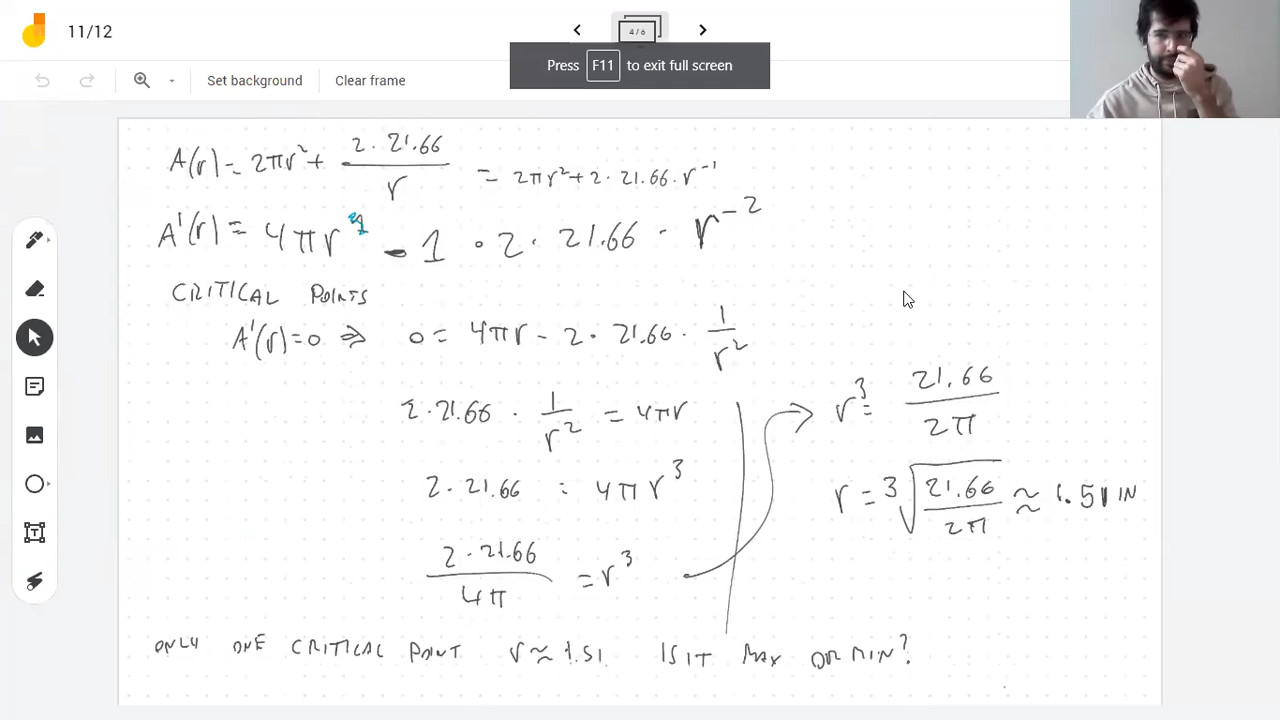 11/12
4 / 6
Press F11 to exit full screen
Set background
Clear frame
A(r) = 2πr² + 2 · 21.66 / r = 2πr² + 2 · 21.66 · r⁻¹
A'(r) = 4πr¹ - 1 · 2 · 21.66 · r⁻²
CRITICAL POINTS
A'(r)=0 ⇒ 0 = 4πr - 2 · 21.66 · 1/r²
2 · 21.66 · 1/r² = 4πr
2 · 21.66 = 4πr³
2 · 21.66 / 4π = r³
r³ = 21.66 / 2π
r = ³√(21.66 / 2π) ≈ 1.51 IN
ONLY ONE CRITICAL POINT r ≈ 1.51. IS IT MAX OR MIN?